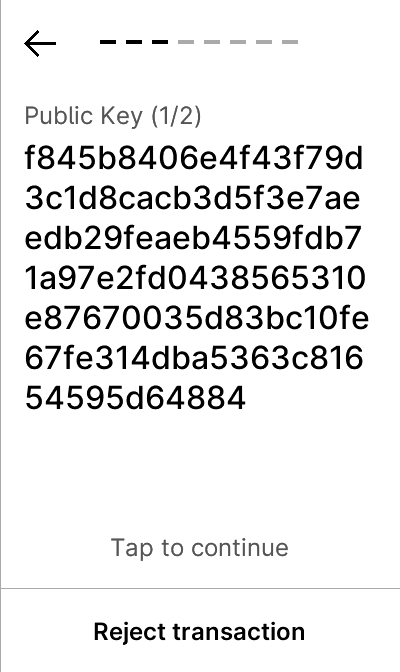 Public Key (1/2)
f845b8406e4f43f79d
3c1d8cacb3d5f3e7ae
edb29feaeb4559fdb7
1a97e2fd0438565310
e87670035d83bc10fe
67fe314dba5363c816
54595d64884
Tap to continue
Reject transaction